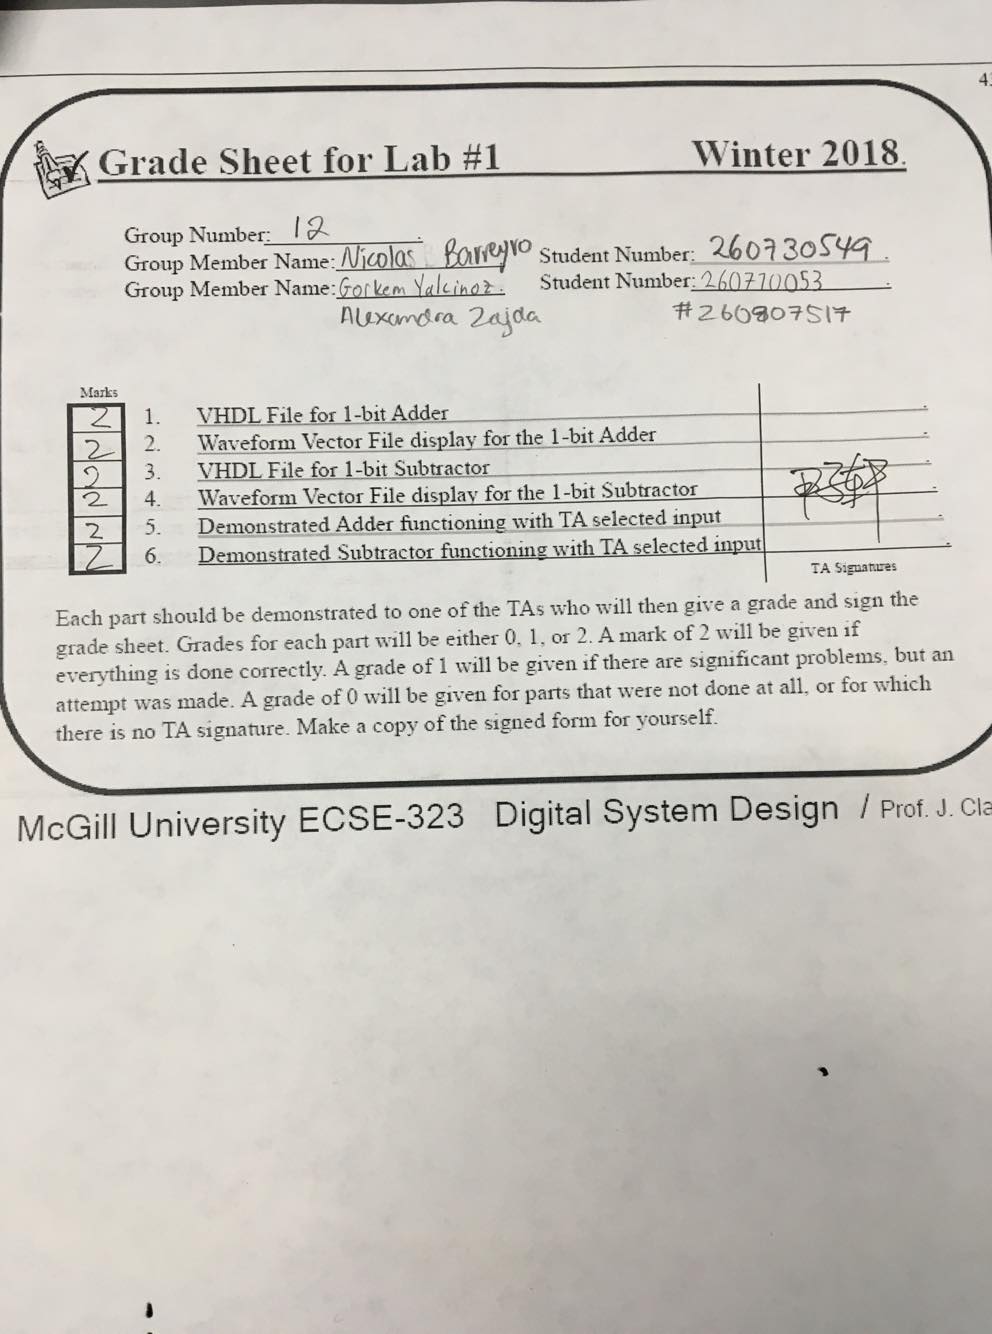 Grade Sheet for Lab #1 Winter 2018.
Group Number: 12
Group Member Name: Nicolas Barreyro Student Number: 260730549
Group Member Name: Gorkem Yalcinoz. Student Number: 260710053
Alexandra Zajda #260807517
Marks
2 1. VHDL File for 1-bit Adder
2 2. Waveform Vector File display for the 1-bit Adder
2 3. VHDL File for 1-bit Subtractor
2 4. Waveform Vector File display for the 1-bit Subtractor
2 5. Demonstrated Adder functioning with TA selected input
2 6. Demonstrated Subtractor functioning with TA selected input
TA Signatures
Each part should be demonstrated to one of the TAs who will then give a grade and sign the
grade sheet. Grades for each part will be either 0, 1, or 2. A mark of 2 will be given if
everything is done correctly. A grade of 1 will be given if there are significant problems, but an
attempt was made. A grade of 0 will be given for parts that were not done at all, or for which
there is no TA signature. Make a copy of the signed form for yourself.
McGill University ECSE-323 Digital System Design / Prof. J. Cla